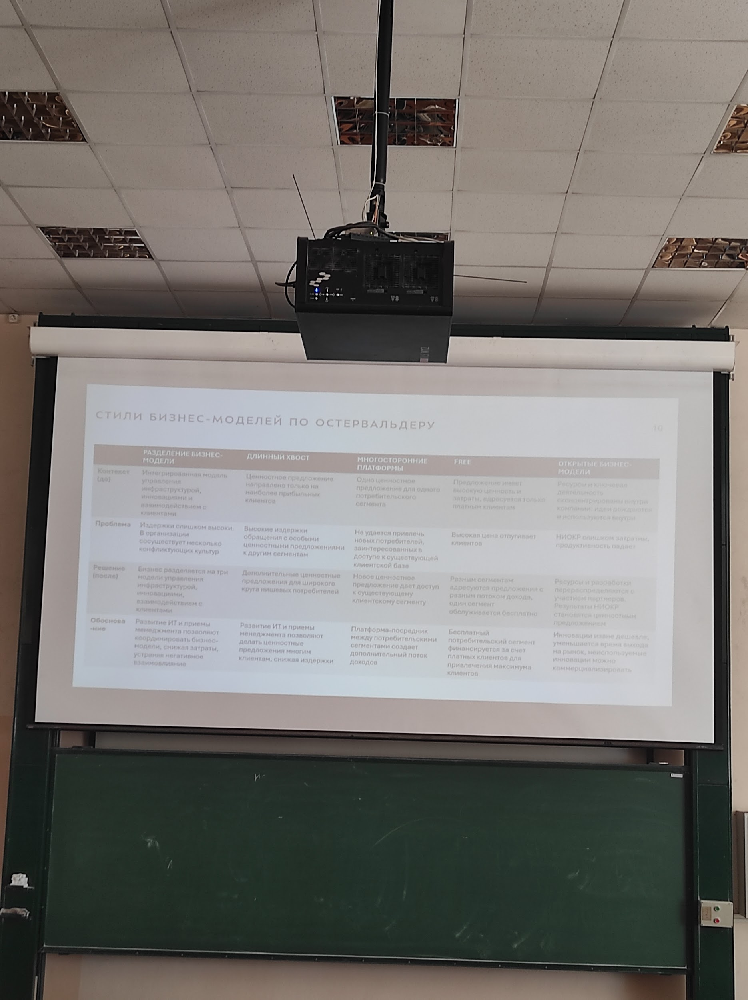 СТИЛИ БИЗНЕС-МОДЕЛЕЙ ПО ОСТЕРВАЛЬДЕРУ
10
РАЗДЕЛЕНИЕ БИЗНЕС-
МОДЕЛИ
ДЛИННЫЙ ХВОСТ
МНОГОСТОРОННИЕ
ПЛАТФОРМЫ
FREE
ОТКРЫТЫЕ БИЗНЕС-
МОДЕЛИ
Контекст
(до)
Интегрированная модель
управления
инфраструктурой,
инновациями и
взаимодействием с
клиентами
Ценностное предложение
направлено только на
наиболее прибыльных
клиентов
Одно ценностное
предложение для одного
потребительского
сегмента
Предложение имеет
высокую ценность и
затраты, адресуется только
платным клиентам
Ресурсы и ключевая
деятельность
сконцентрированы внутри
компании: идеи рождаются
и используются внутри
Проблема
Издержки слишком высоки.
В организации
сосуществует несколько
конфликтующих культур
Высокие издержки
обращения с особыми
ценностными предложениями
к другим сегментам
Не удается привлечь
новых потребителей,
заинтересованных в
доступе к существующей
клиентской базе
Высокая цена отпугивает
клиентов
НИОКР слишком затратны,
продуктивность падает
Решение
(после)
Бизнес разделяется на три
модели управления
инфраструктурой,
инновациями,
взаимодействием с
клиентами
Дополнительные ценностные
предложения для широкого
круга нишевых потребителей
Новое ценностное
предложение дает доступ
к существующему
клиентскому сегменту
Разным сегментам
адресуются предложения с
разным потоком дохода,
один сегмент
обслуживается бесплатно
Ресурсы и разработки
перераспределяются с
участием партнеров.
Результаты НИОКР
становятся ценностным
предложением
Обоснова
-ние
Развитие ИТ и приемы
менеджмента позволяют
координировать бизнес-
модели, снижая затраты,
устраняя негативное
взаимовлияние
Развитие ИТ и приемы
менеджмента позволяют
делать ценностные
предложения многим
клиентам, снижая издержки
Платформа-посредник
между потребительскими
сегментами создает
дополнительный поток
доходов
Бесплатный
потребительский сегмент
финансируется за счет
платных клиентов для
привлечения максимума
клиентов
Инновации извне дешевле,
уменьшается время выхода
на рынок, неиспользуемые
инновации можно
коммерциализировать